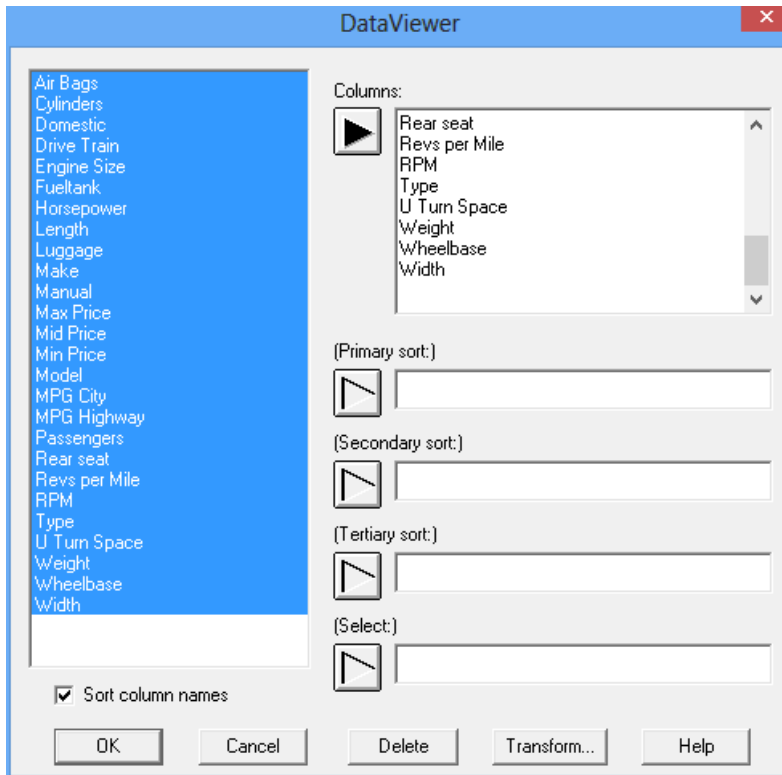 DataViewer
Air Bags
Cylinders
Domestic
Drive Train
Engine Size
Fueltank
Horsepower
Length
Luggage
Make
Manual
Max Price
Mid Price
Min Price
Model
MPG City
MPG Highway
Passengers
Rear seat
Revs per Mile
RPM
Type
U Turn Space
Weight
Wheelbase
Width
Sort column names
Columns:
Rear seat
Revs per Mile
RPM
Type
U Turn Space
Weight
Wheelbase
Width
(Primary sort:)
(Secondary sort:)
(Tertiary sort:)
(Select:)
OK Cancel Delete Transform... Help